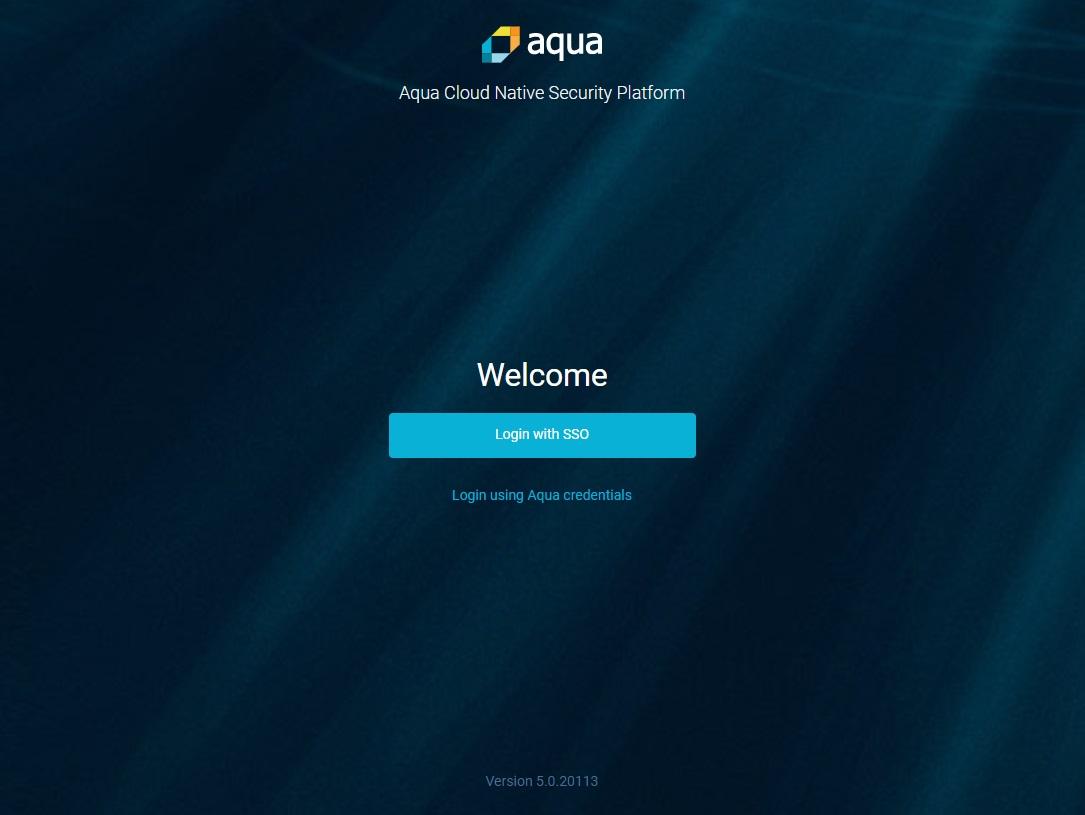 aqua
Aqua Cloud Native Security Platform
Welcome
Login with SSO
Login using Aqua credentials
Version 5.0.20113